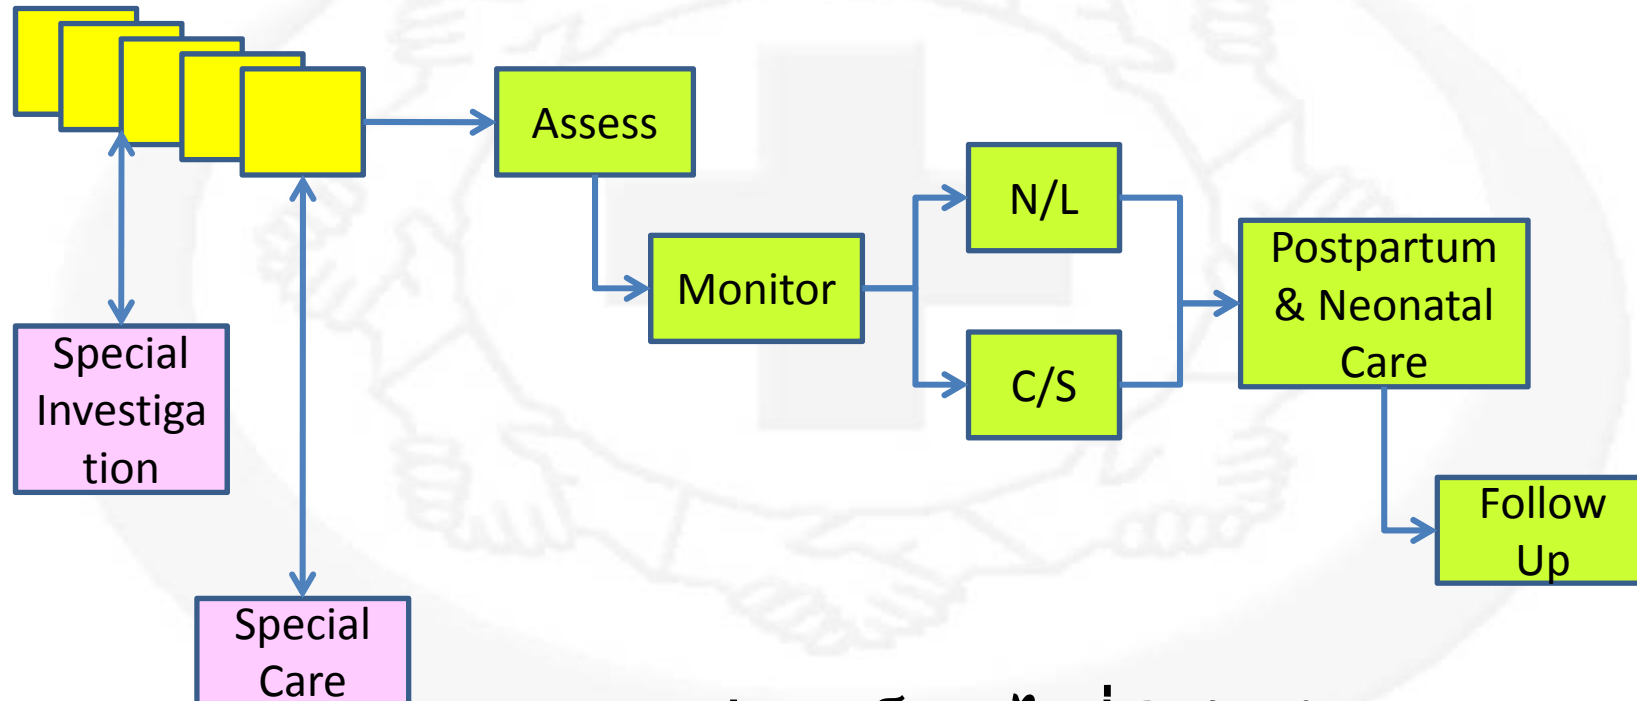 Assess
N/L
Postpartum
& Neonatal
Care
Monitor
C/S
Special
Investiga
tion
Follow
Up
Special
Care